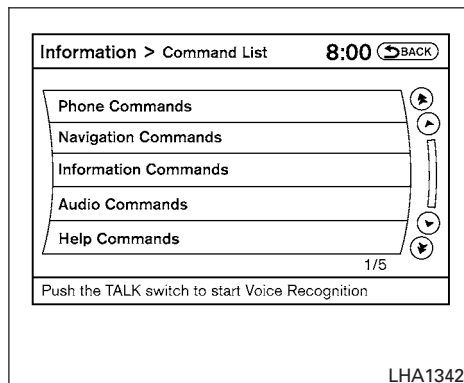 Information > Command List 8:00 BACK
Phone Commands
Navigation Commands
Information Commands
Audio Commands
Help Commands
1/5
Push the TALK switch to start Voice Recognition
LHA1342